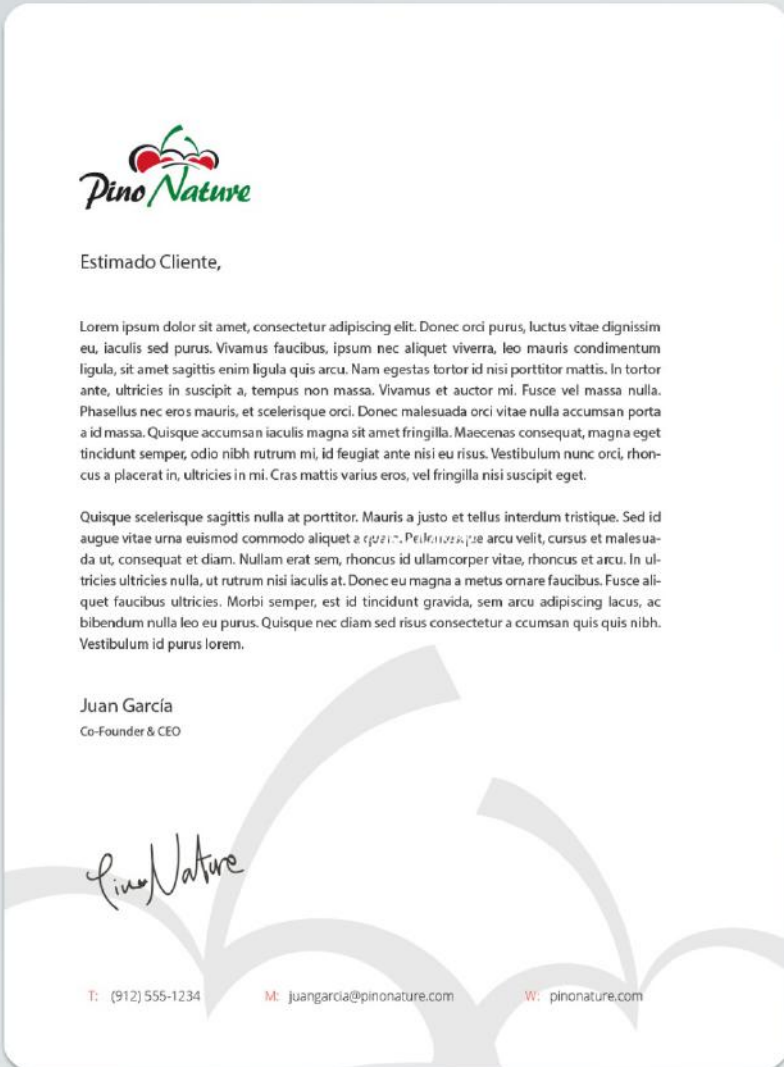 Pino Nature
Estimado Cliente,
Lorem ipsum dolor sit amet, consectetur adipiscing elit. Donec orci purus, luctus vitae dignissim
eu, iaculis sed purus. Vivamus faucibus, ipsum nec aliquet viverra, leo mauris condimentum
ligula, sit amet sagittis enim ligula quis arcu. Nam egestas tortor id nisi porttitor mattis. In tortor
ante, ultricies in suscipit a, tempus non massa. Vivamus et auctor mi. Fusce vel massa nulla.
Phasellus nec eros mauris, et scelerisque orci. Donec malesuada orci vitae nulla accumsan porta
a id massa. Quisque accumsan iaculis magna sit amet fringilla. Maecenas consequat, magna eget
tincidunt semper, odio nibh rutrum mi, id feugiat ante nisi eu risus. Vestibulum nunc orci, rhon-
cus a placerat in, ultricies in mi. Cras mattis varius eros, vel fringilla nisi suscipit eget.
Quisque scelerisque sagittis nulla at porttitor. Mauris a justo et tellus interdum tristique. Sed id
augue vitae urna euismod commodo aliquet a arcu velit, cursus et malesua-
da ut, consequat et diam. Nullam erat sem, rhoncus id ullamcorper vitae, rhoncus et arcu. In ul-
tricies ultricies nulla, ut rutrum nisi iaculis at. Donec eu magna a metus ornare faucibus. Fusce ali-
quet faucibus ultricies. Morbi semper, est id tincidunt gravida, sem arcu adipiscing lacus, ac
bibendum nulla leo eu purus. Quisque nec diam sed risus consectetur a ccumsan quis quis nibh.
Vestibulum id purus lorem.
Juan García
Co-Founder & CEO
Pino Nature
T: (912) 555-1234 M: juangarcia@pinonature.com W: pinonature.com